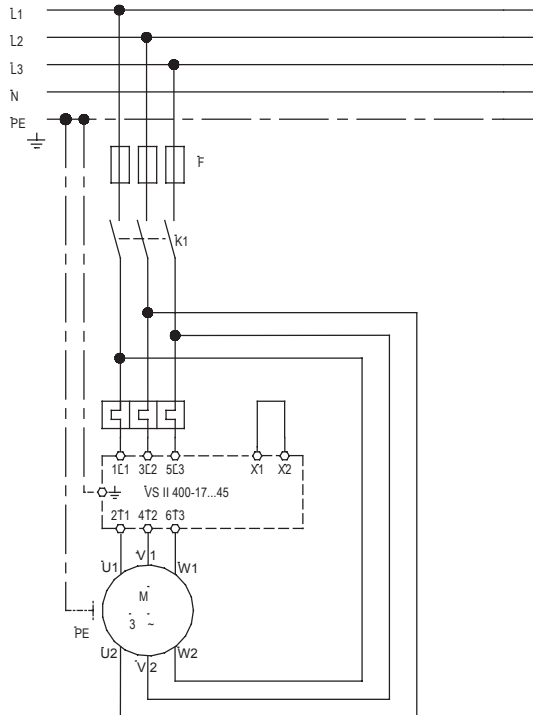 L1
L2
L3
N
PE
F
K1
1L1 3L2 5L3 X1 X2
VS II 400-17...45
2T1 4T2 6T3
U1 V1 W1
M
3 ~
PE
U2 V2 W2